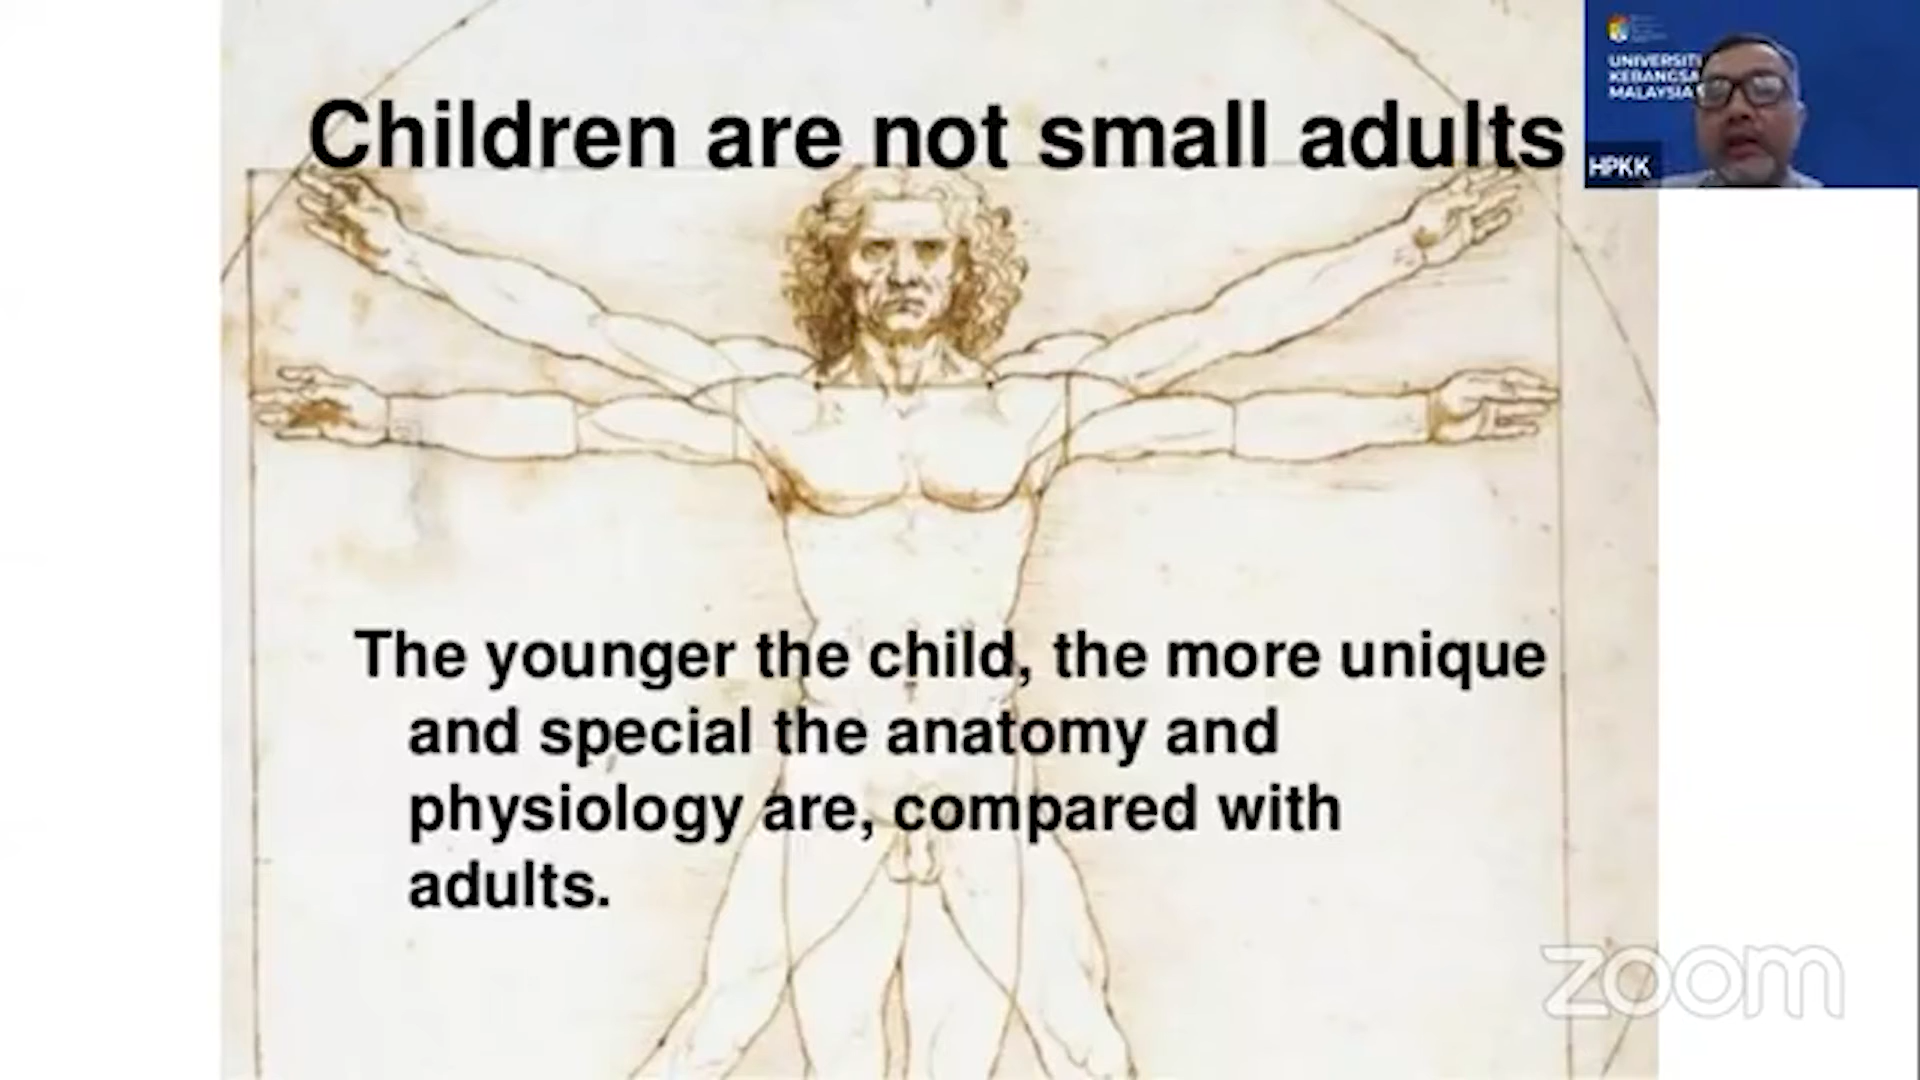 Children are not small adults
UNIVERSITI
KEBANGSA
MALAYSIA
HPKK
The younger the child, the more unique
and special the anatomy and
physiology are, compared with
adults.
zoom